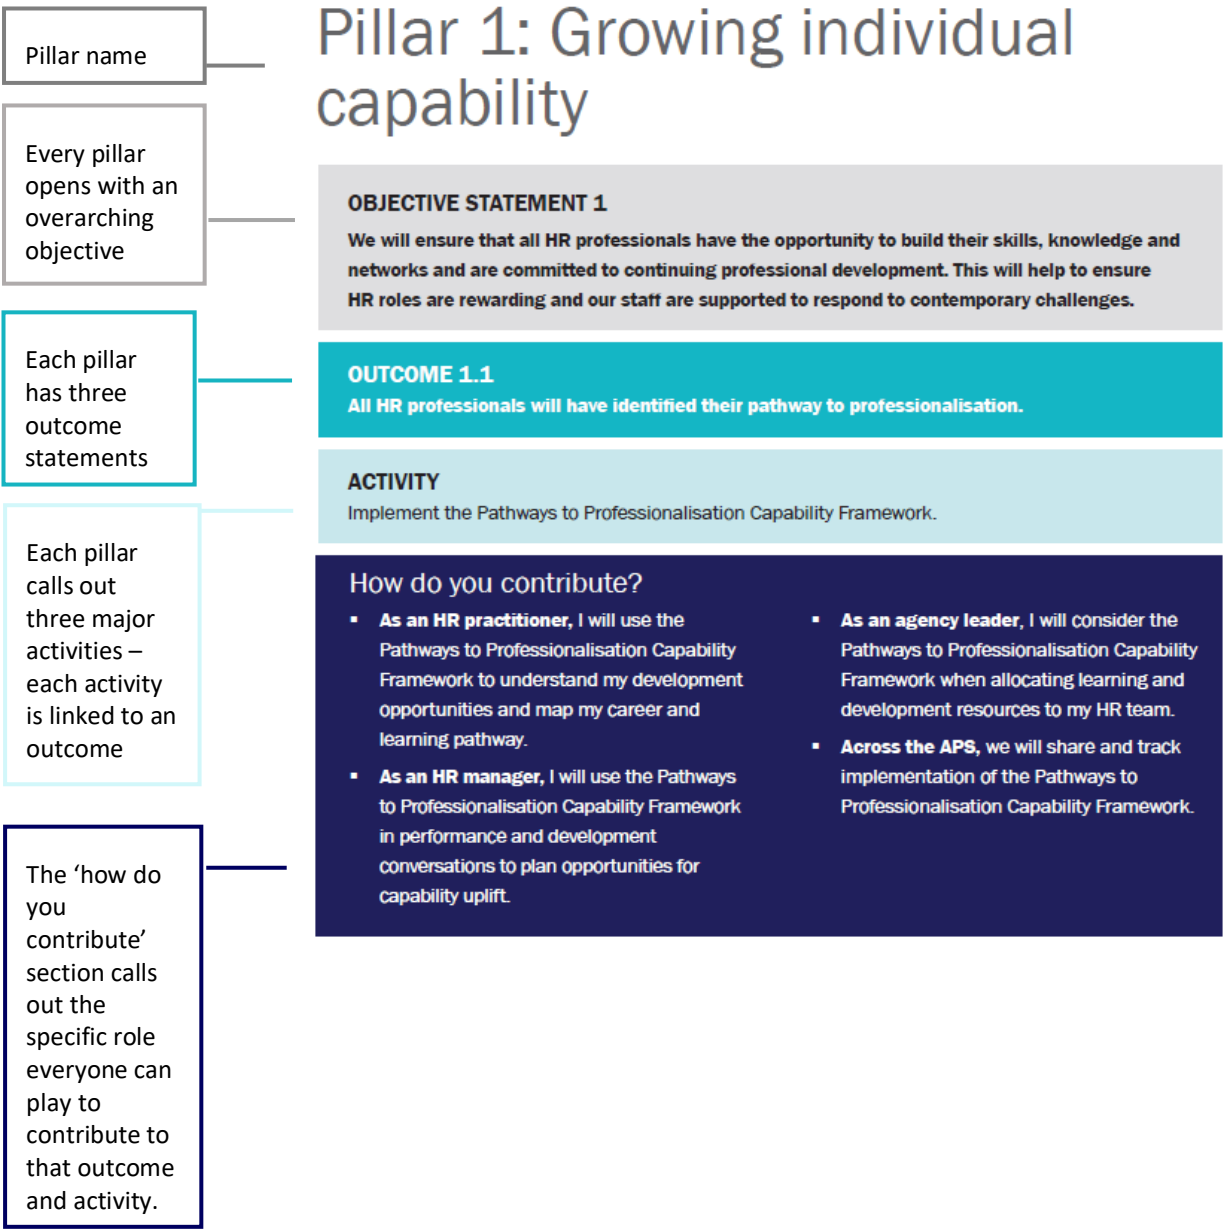 Pillar name
Every pillar
opens with an
overarching
objective
Each pillar
has three
outcome
statements
Each pillar
calls out
three major
activities –
each activity
is linked to an
outcome
The ‘how do
you
contribute’
section calls
out the
specific role
everyone can
play to
contribute to
that outcome
and activity.
Pillar 1: Growing individual
capability
OBJECTIVE STATEMENT 1
We will ensure that all HR professionals have the opportunity to build their skills, knowledge and
networks and are committed to continuing professional development. This will help to ensure
HR roles are rewarding and our staff are supported to respond to contemporary challenges.
OUTCOME 1.1
All HR professionals will have identified their pathway to professionalisation.
ACTIVITY
Implement the Pathways to Professionalisation Capability Framework.
How do you contribute?
▪ As an HR practitioner, I will use the
Pathways to Professionalisation Capability
Framework to understand my development
opportunities and map my career and
learning pathway.
▪ As an HR manager, I will use the Pathways
to Professionalisation Capability Framework
in performance and development
conversations to plan opportunities for
capability uplift.
▪ As an agency leader, I will consider the
Pathways to Professionalisation Capability
Framework when allocating learning and
development resources to my HR team.
▪ Across the APS, we will share and track
implementation of the Pathways to
Professionalisation Capability Framework.